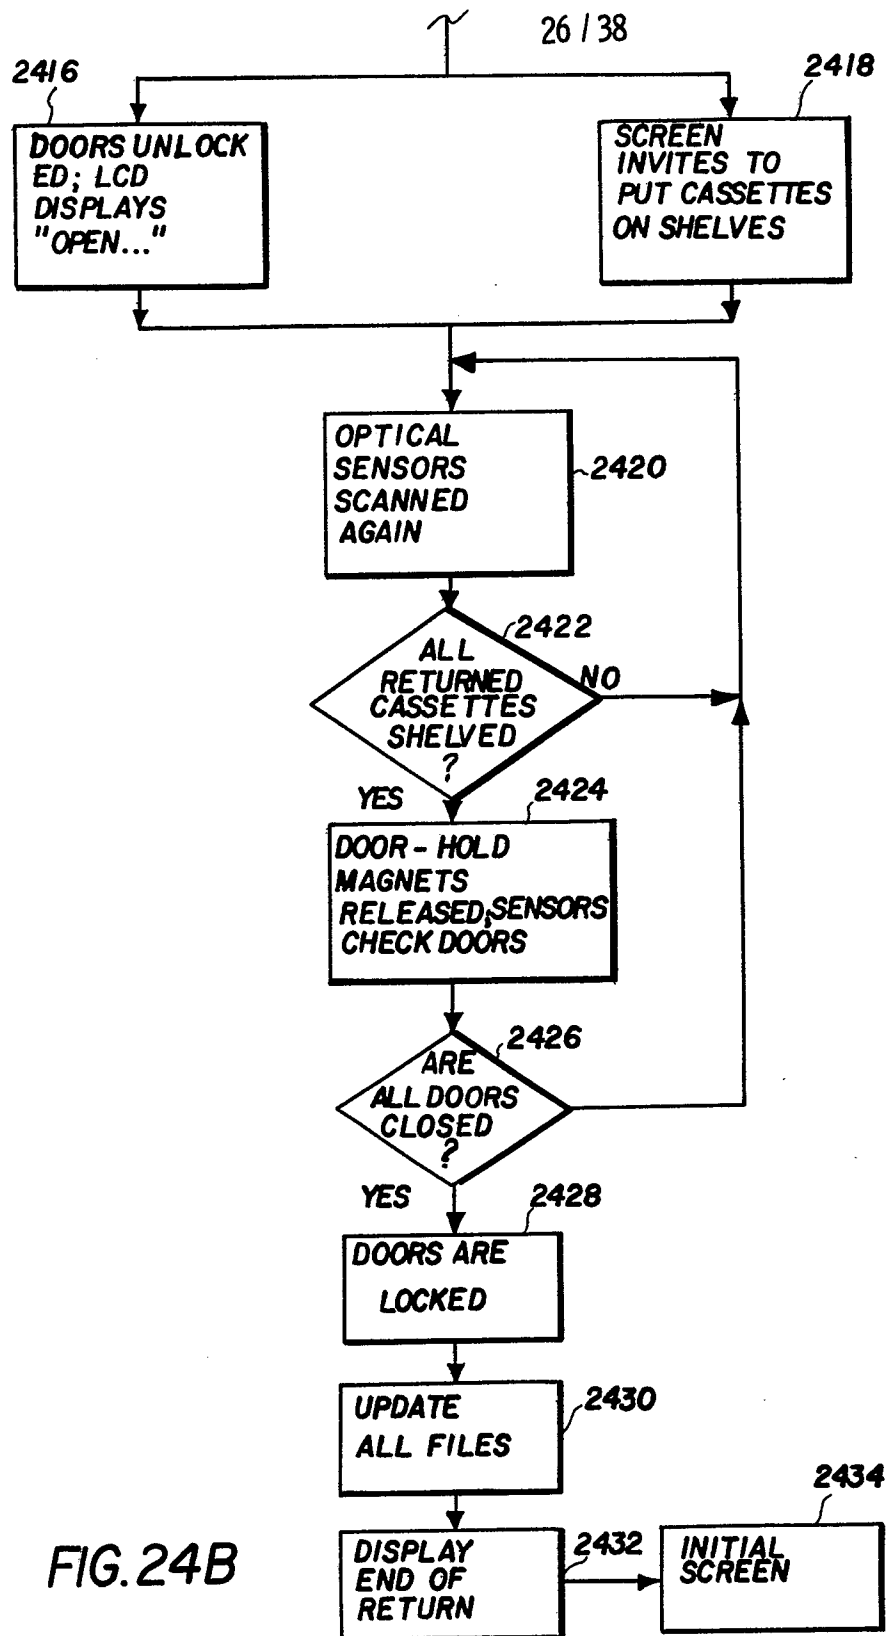 26 / 38
2416
2418
DOORS UNLOCK
ED; LCD
DISPLAYS
"OPEN..."
SCREEN
INVITES TO
PUT CASSETTES
ON SHELVES
OPTICAL
SENSORS
SCANNED
AGAIN
2420
2422
ALL
RETURNED
CASSETTES
SHELVED
?
NO
YES
2424
DOOR-HOLD
MAGNETS
RELEASED; SENSORS
CHECK DOORS
2426
ARE
ALL DOORS
CLOSED
?
YES
2428
DOORS ARE
LOCKED
2430
UPDATE
ALL FILES
2432
DISPLAY
END OF
RETURN
2434
INITIAL
SCREEN
FIG. 24B